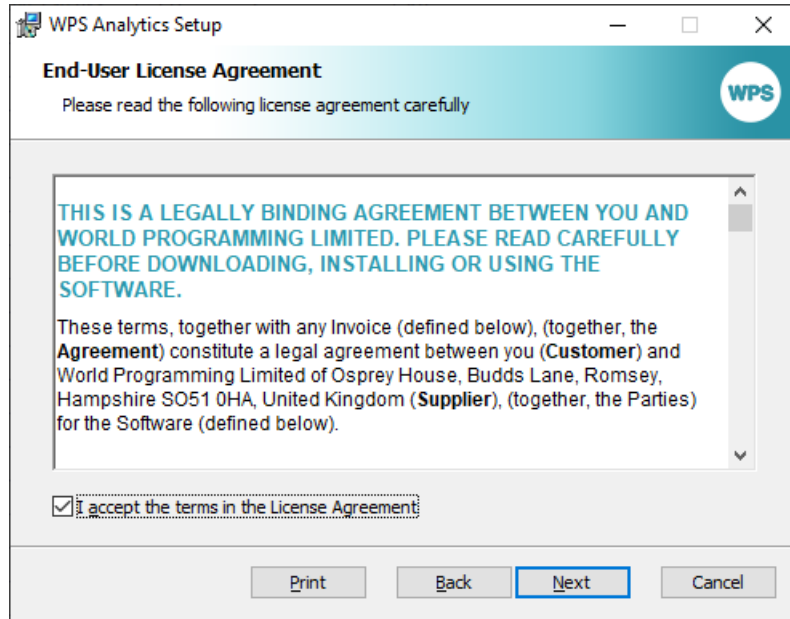 WPS Analytics Setup
End-User License Agreement
Please read the following license agreement carefully
WPS
THIS IS A LEGALLY BINDING AGREEMENT BETWEEN YOU AND
WORLD PROGRAMMING LIMITED. PLEASE READ CAREFULLY
BEFORE DOWNLOADING, INSTALLING OR USING THE
SOFTWARE.
These terms, together with any Invoice (defined below), (together, the
Agreement) constitute a legal agreement between you (Customer) and
World Programming Limited of Osprey House, Budds Lane, Romsey,
Hampshire SO51 0HA, United Kingdom (Supplier), (together, the Parties)
for the Software (defined below).
I accept the terms in the License Agreement
Print Back Next Cancel